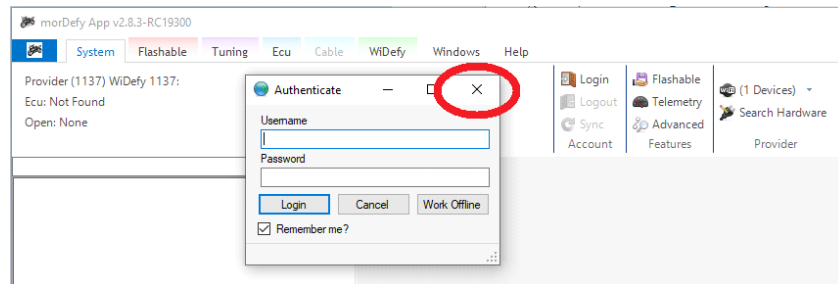 morDefy App v2.8.3-RC19300
System Flashable Tuning Ecu Cable WiDefy Windows Help
Provider (1137) WiDefy 1137:
Ecu: Not Found
Open: None
Authenticate
Username
Password
Login Cancel Work Offline
Remember me?
Login
Logout
Sync
Account
Flashable
Telemetry
Advanced
Features
(1 Devices)
Search Hardware
Provider